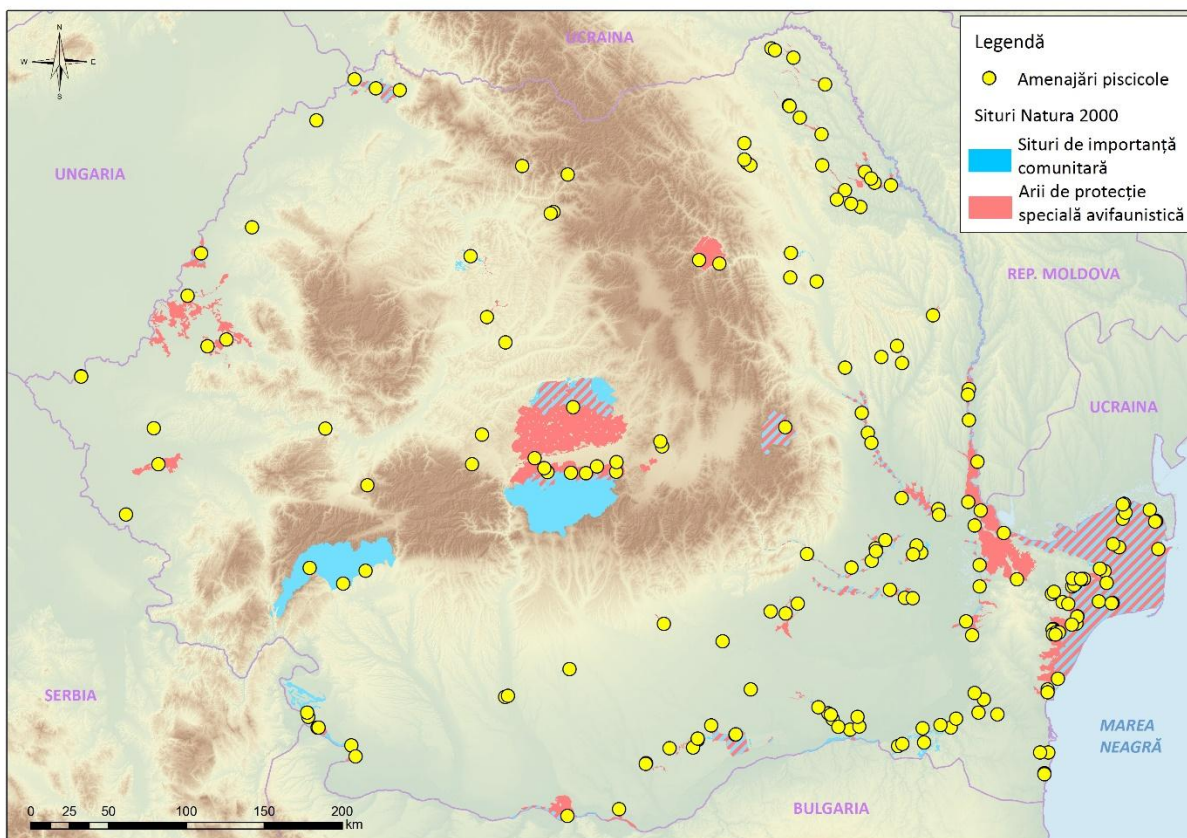 N
W
E
S
UCRAINA
UNGARIA
Legendă
Amenajări piscicole
Situri Natura 2000
Situri de importanță
comunitară
Arii de protecție
specială avifaunistică
REP. MOLDOVA
UCRAINA
SERBIA
MAREA
NEAGRĂ
BULGARIA
0 25 50 100 150 200
km